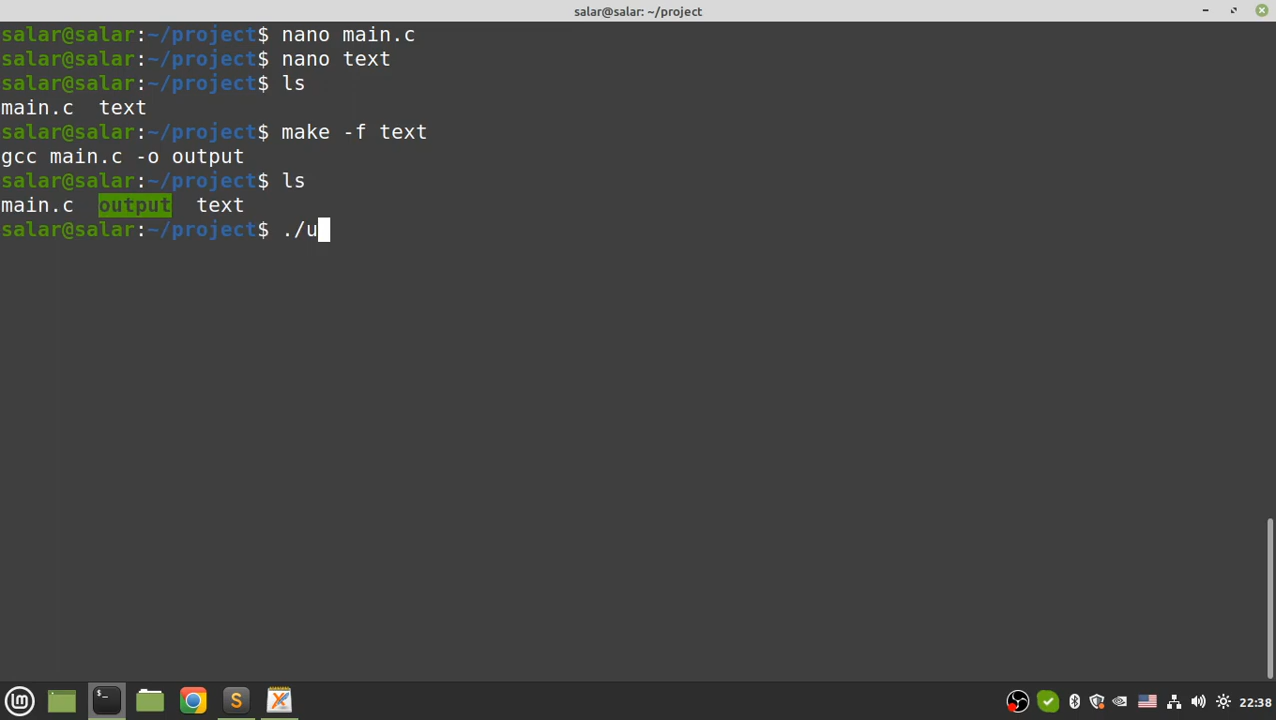 salar@salar: ~/project
salar@salar:~/project$ nano main.c
salar@salar:~/project$ nano text
salar@salar:~/project$ ls
main.c  text
salar@salar:~/project$ make -f text
gcc main.c -o output
salar@salar:~/project$ ls
main.c  output  text
salar@salar:~/project$ ./u
22:38